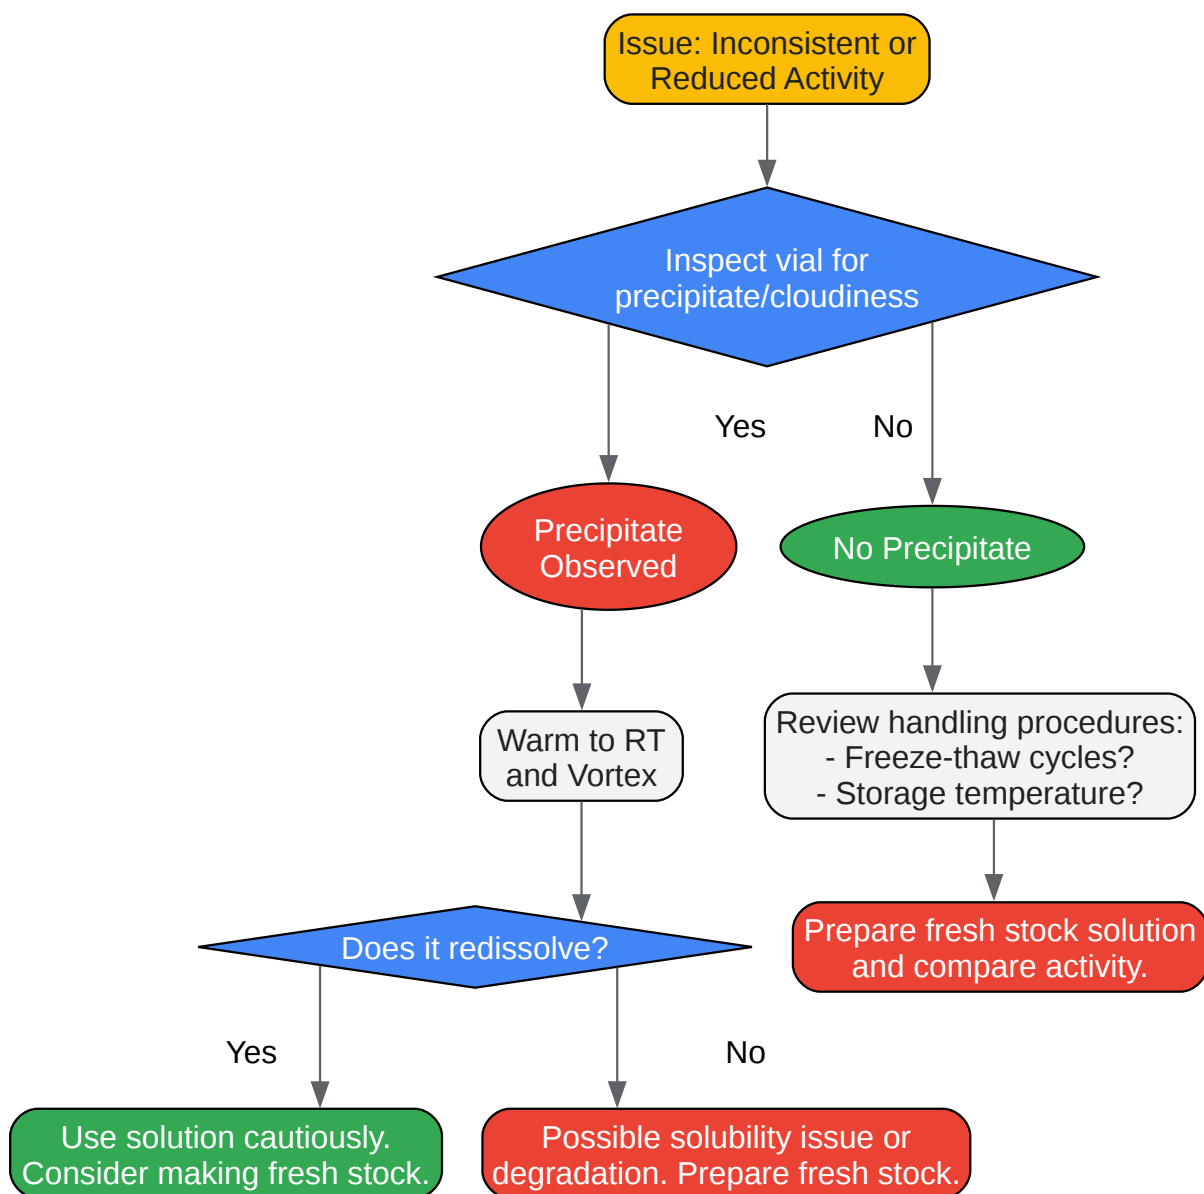 Issue: Inconsistent or
Reduced Activity
Inspect vial for
precipitate/cloudiness
Yes
No
Precipitate
Observed
No Precipitate
Warm to RT
and Vortex
Review handling procedures:
- Freeze-thaw cycles?
- Storage temperature?
Does it redissolve?
Prepare fresh stock solution
and compare activity.
Yes
No
Use solution cautiously.
Consider making fresh stock.
Possible solubility issue or
degradation. Prepare fresh stock.